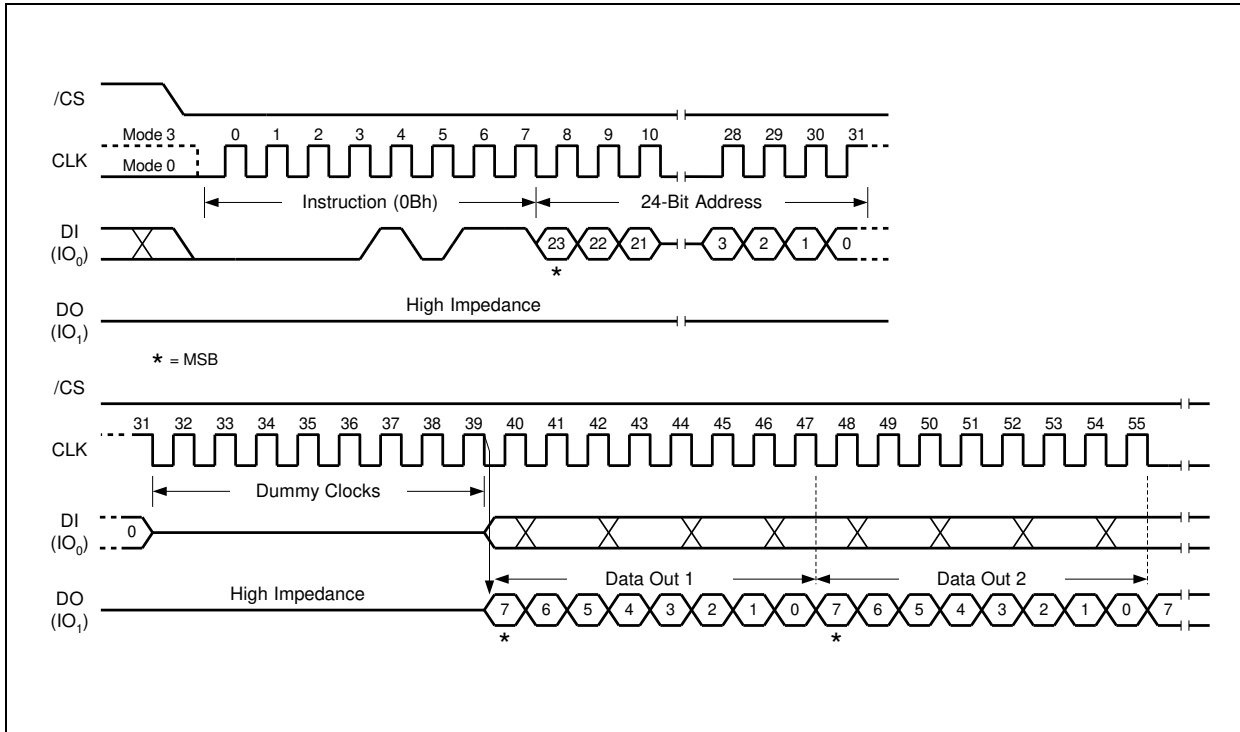 /CS
Mode 3
0 1 2 3 4 5 6 7 8 9 10 28 29 30 31
CLK
Mode 0
Instruction (0Bh) 24-Bit Address
DI
(IO0)
23 22 21 3 2 1 0
*
High Impedance
DO
(IO1)
* = MSB
/CS
31 32 33 34 35 36 37 38 39 40 41 42 43 44 45 46 47 48 49 50 51 52 53 54 55
CLK
Dummy Clocks
DI
(IO0)
0
Data Out 1 Data Out 2
High Impedance
DO
(IO1)
7 6 5 4 3 2 1 0 7 6 5 4 3 2 1 0 7
* *